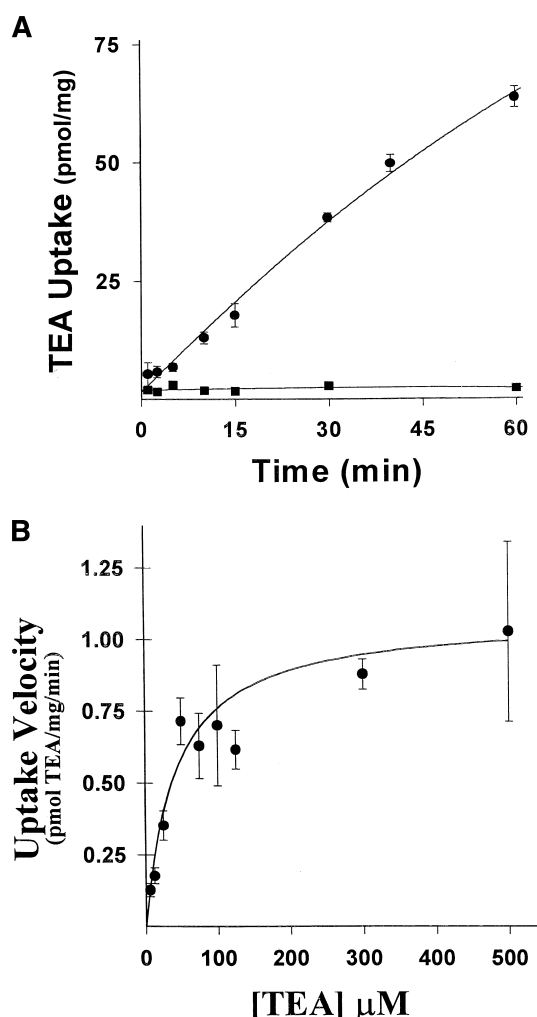 A
75
50
25
TEA Uptake (pmol/mg)
0 15 30 45 60
Time (min)
B
1.25
1.00
0.75
0.50
0.25
Uptake Velocity
(pmol TEA/mg/min)
0 100 200 300 400 500
[TEA] µM